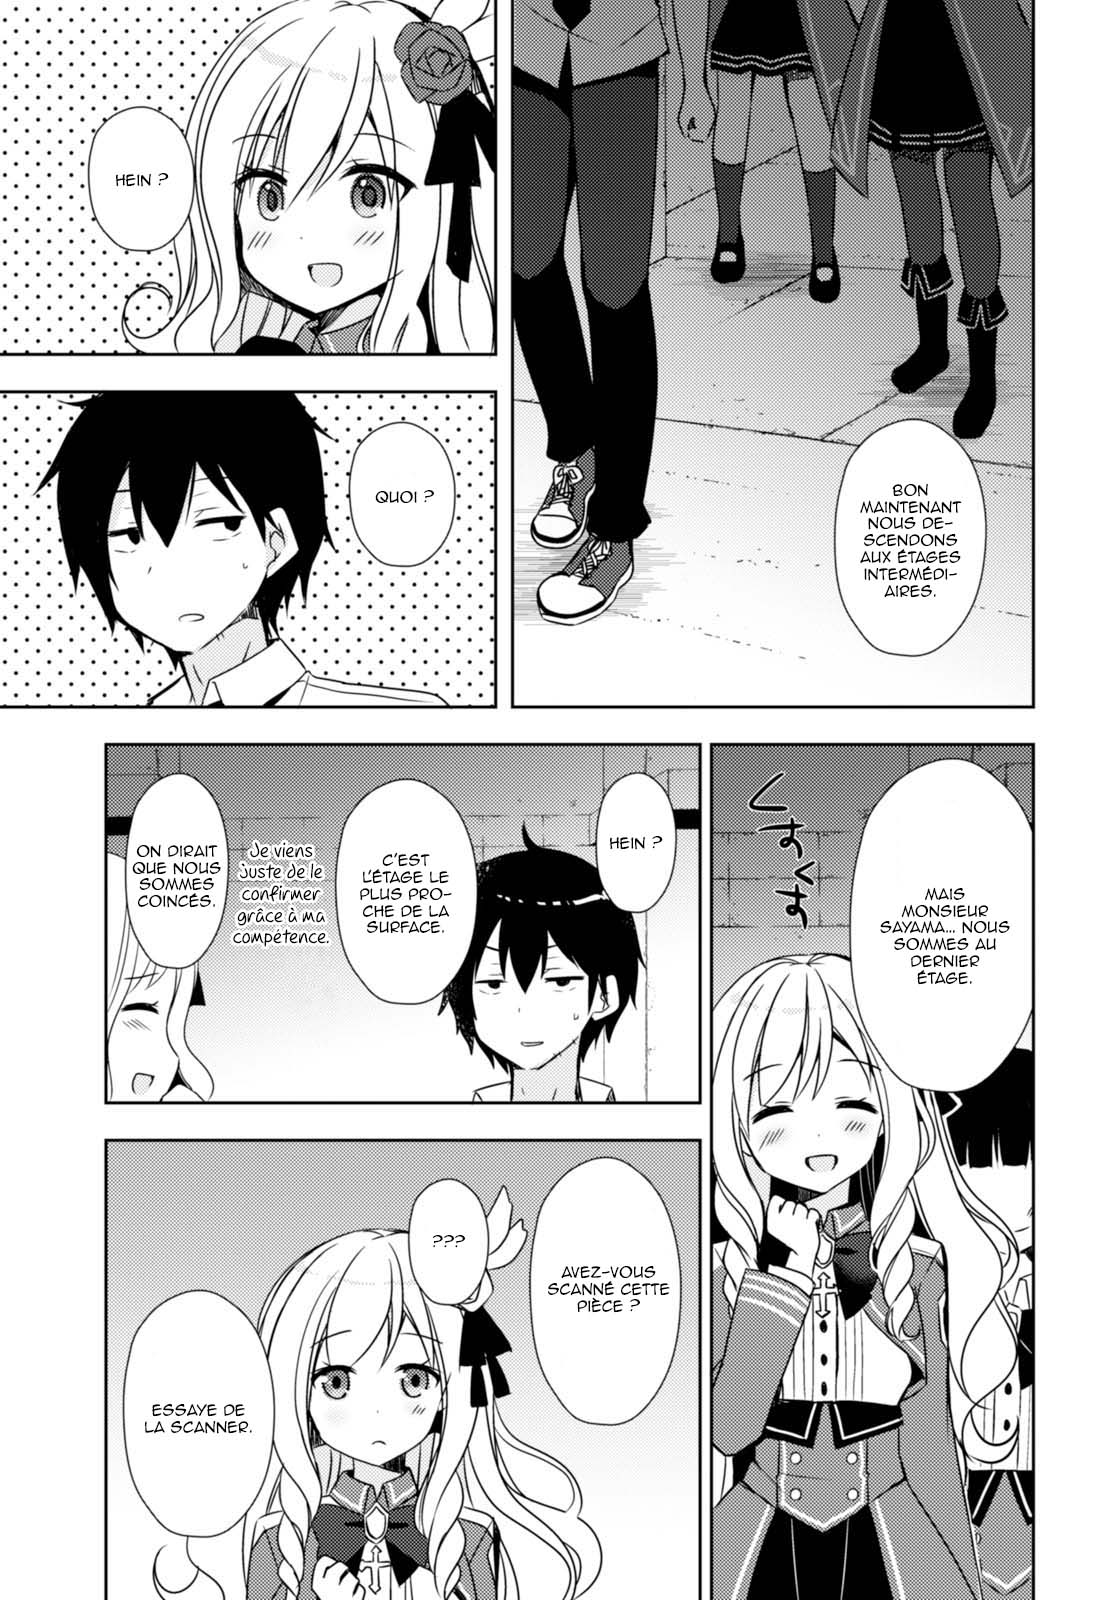 BON
MAINTENANT
NOUS DE-
SCENDONS
AUX ÉTAGES
INTERMÉDI-
AIRES.
HEIN ?
QUOI ?
MAIS
MONSIEUR
SAYAMA... NOUS
SOMMES AU
DERNIER
ÉTAGE.
くすくす
HEIN ?
C'EST
L'ÉTAGE LE
PLUS PRO-
CHE DE LA
SURFACE.
Je viens
juste de le
confirmer
grâce à ma
compétence.
ON DIRAIT
QUE NOUS
SOMMES
COINCÉS.
AVEZ-VOUS
SCANNÉ CETTE
PIÈCE ?
???
ESSAYE DE
LA SCANNER.